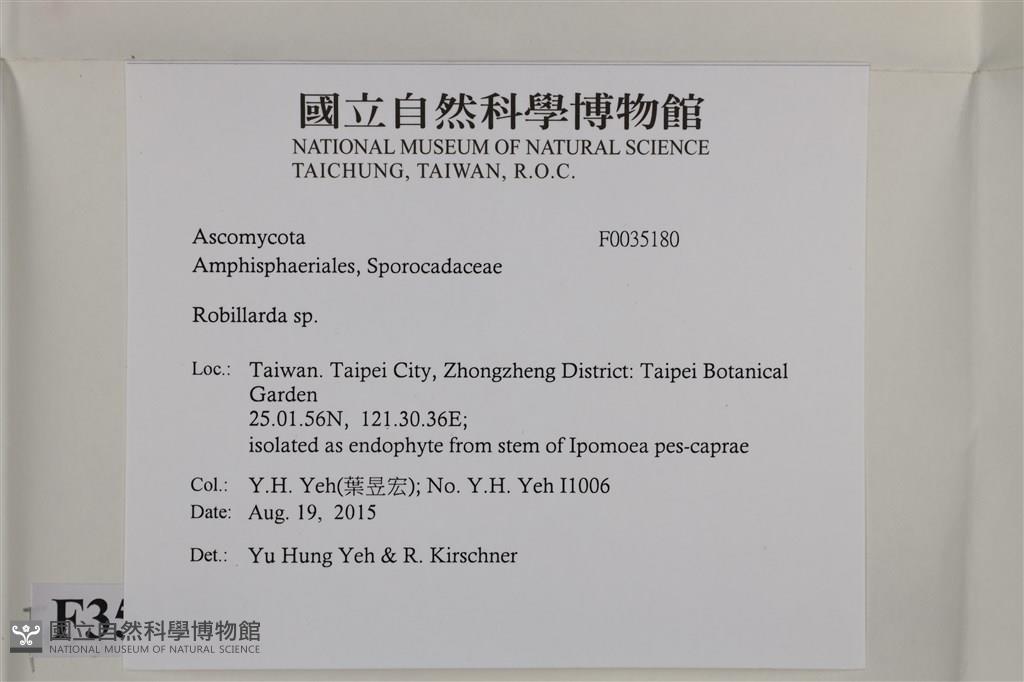 國立自然科學博物館
NATIONAL MUSEUM OF NATURAL SCIENCE
TAICHUNG, TAIWAN, R.O.C.
Ascomycota F0035180
Amphisphaeriales, Sporocadaceae
Robillarda sp.
Loc.: Taiwan. Taipei City, Zhongzheng District: Taipei Botanical
Garden
25.01.56N, 121.30.36E;
isolated as endophyte from stem of Ipomoea pes-caprae
Col.: Y.H. Yeh(葉昱宏); No. Y.H. Yeh I1006
Date: Aug. 19, 2015
Det.: Yu Hung Yeh & R. Kirschner
F35
國立自然科學博物館
NATIONAL MUSEUM OF NATURAL SCIENCE